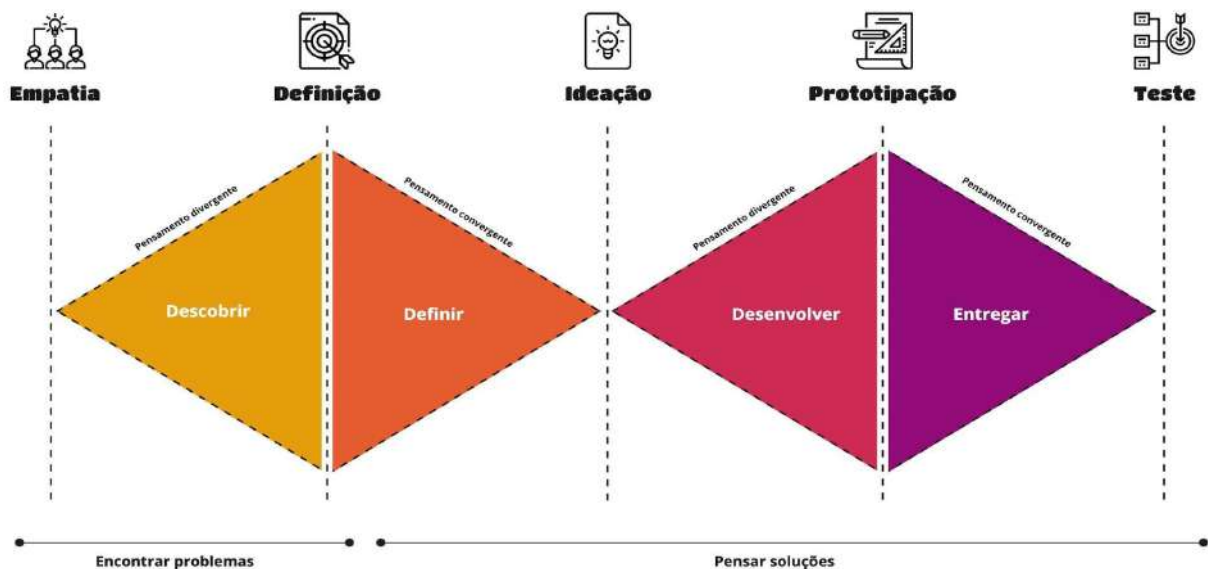 Empatia
Definição
Ideação
Prototipação
Teste
Pensamento divergente
Pensamento convergente
Pensamento divergente
Pensamento convergente
Descobrir
Definir
Desenvolver
Entregar
Encontrar problemas
Pensar soluções